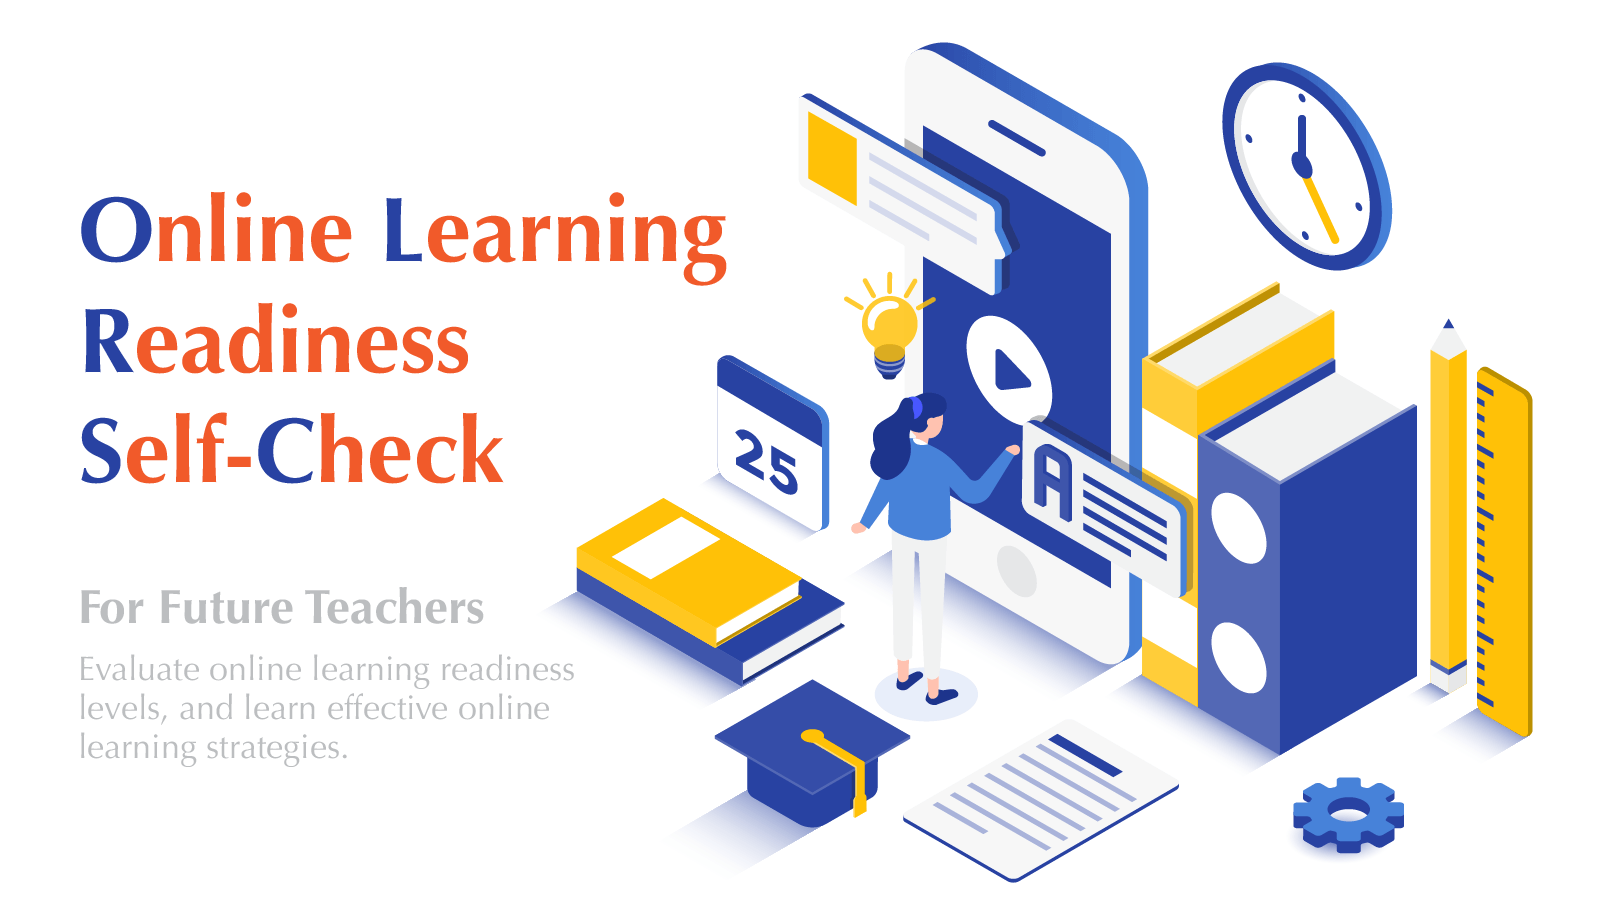 Online Learning
Readiness
Self-Check
For Future Teachers
Evaluate online learning readiness
levels, and learn effective online
learning strategies.
25
A